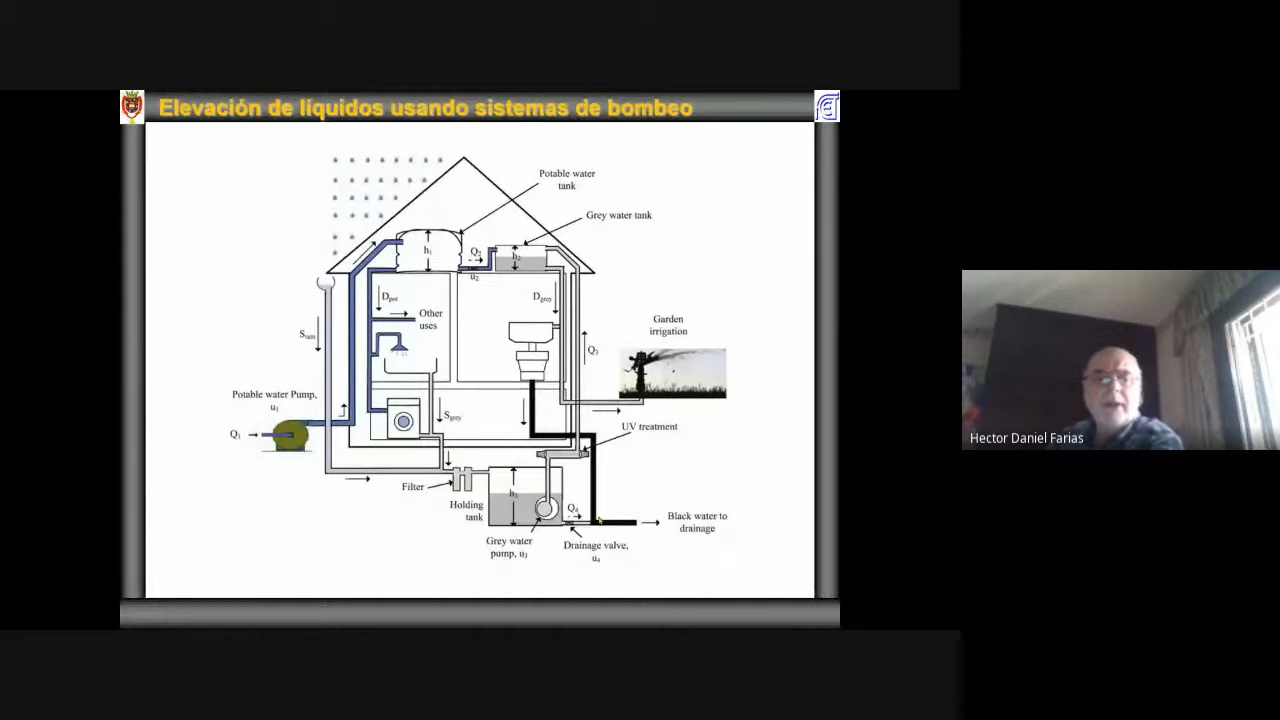 Elevación de líquidos usando sistemas de bombeo
Potable water
tank
Grey water tank
h1
Q2
h2
u2
Dpot
Dgrey
Other
uses
Garden
irrigation
Srain
Q3
Potable water Pump,
u1
Sgrey
Q1
UV treatment
Filter
h3
Holding
tank
Q4
Black water to
drainage
Grey water
pump, u3
Drainage valve,
u4
Hector Daniel Farias